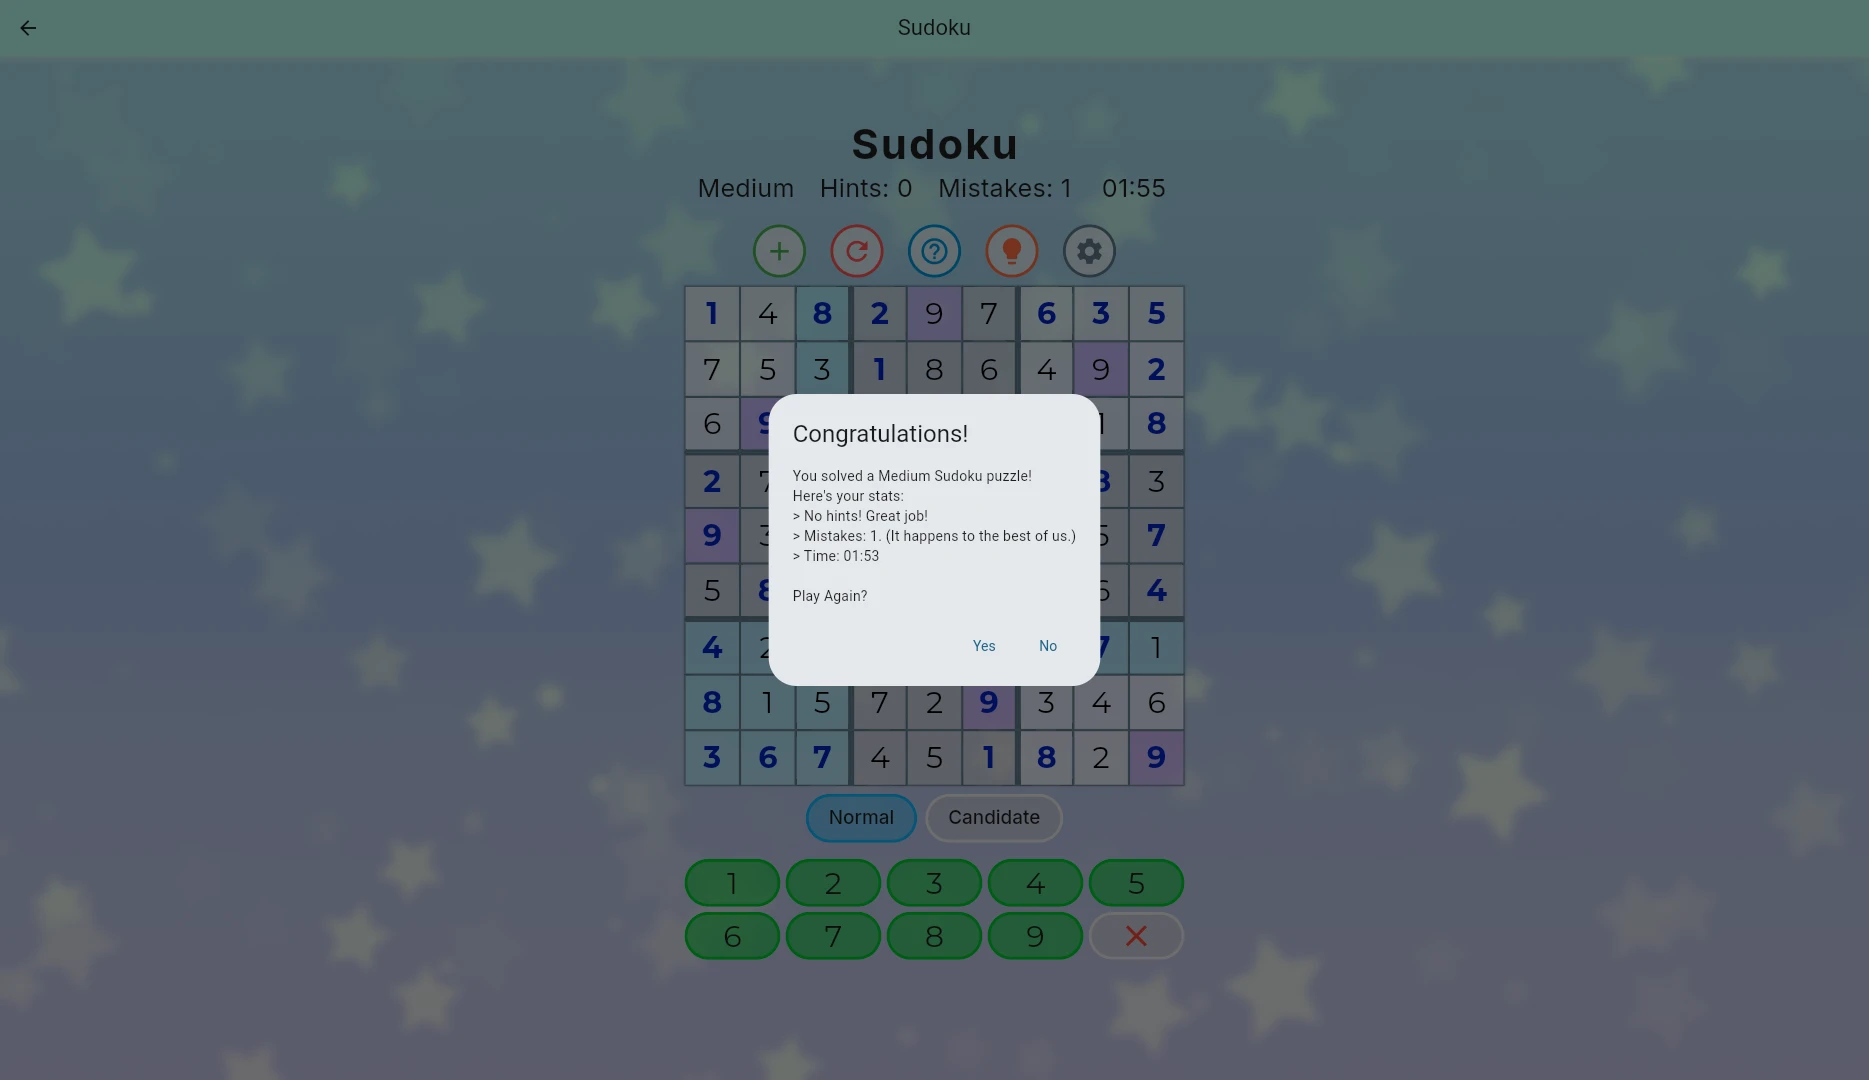 Sudoku
Sudoku
Medium Hints: 0 Mistakes: 1 01:55
1 4 8 2 9 7 6 3 5
7 5 3 1 8 6 4 9 2
6 9 1 8
2 7 8 3
9 3 5 7
5 8 6 4
4 2 7 1
8 1 5 7 2 9 3 4 6
3 6 7 4 5 1 8 2 9
Congratulations!
You solved a Medium Sudoku puzzle!
Here's your stats:
> No hints! Great job!
> Mistakes: 1. (It happens to the best of us.)
> Time: 01:53
Play Again?
Yes No
Normal Candidate
1 2 3 4 5
6 7 8 9